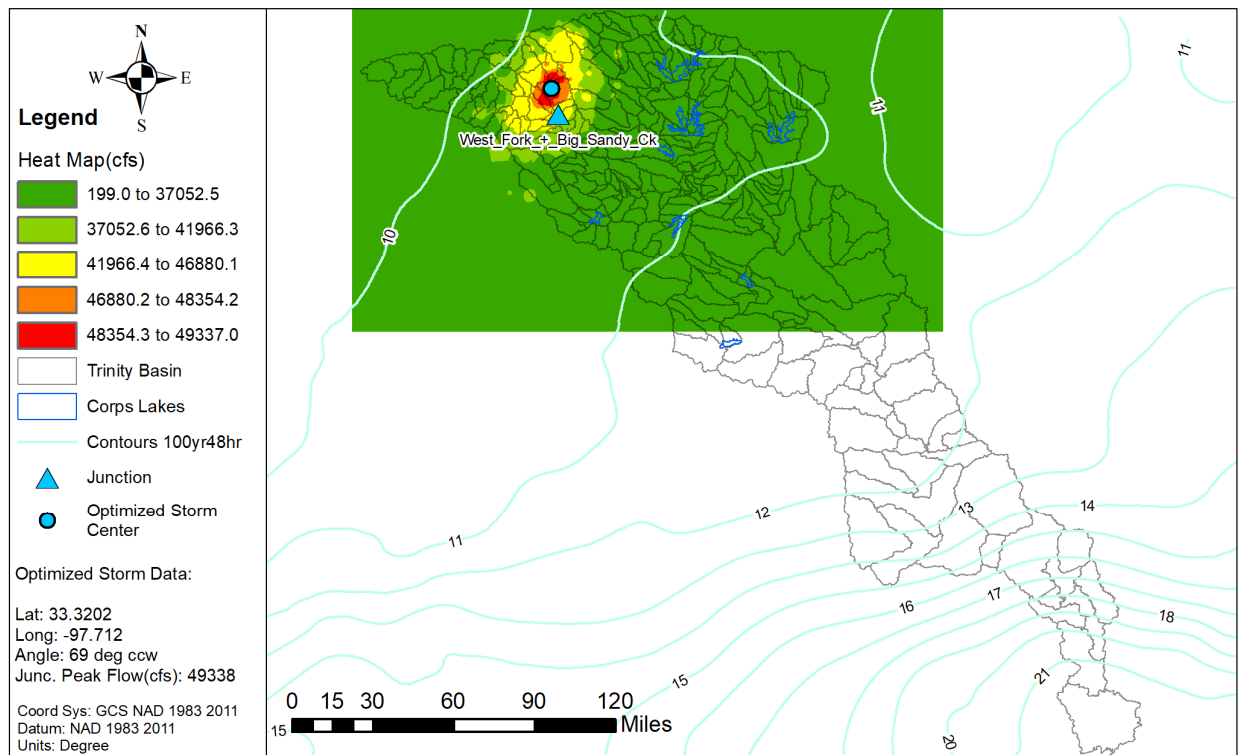 N
W E
S
Legend
Heat Map(cfs)
199.0 to 37052.5
37052.6 to 41966.3
41966.4 to 46880.1
46880.2 to 48354.2
48354.3 to 49337.0
Trinity Basin
Corps Lakes
Contours 100yr48hr
Junction
Optimized Storm
Center
Optimized Storm Data:
Lat: 33.3202
Long: -97.712
Angle: 69 deg ccw
Junc. Peak Flow(cfs): 49338
Coord Sys: GCS NAD 1983 2011
Datum: NAD 1983 2011
Units: Degree
11
11
West_Fork_+_Big_Sandy_Ck
10
12
13
14
11
16
17
18
15
21
20
15
0 15 30 60 90 120
Miles